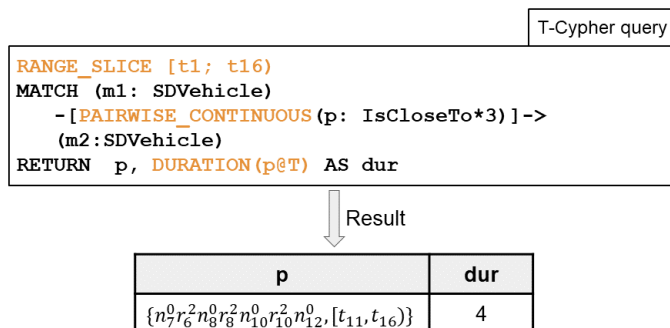 T-Cypher query
RANGE_SLICE [t1; t16)
MATCH (m1: SDVehicle)
-[PAIRWISE_CONTINUOUS(p: IsCloseTo*3)]->
(m2:SDVehicle)
RETURN p, DURATION(p@T) AS dur
Result
p dur
{n₇⁰r₆²n₈⁰r₈²n₁₀⁰r₁₀²n₁₂⁰, [t₁₁, t₁₆)} 4